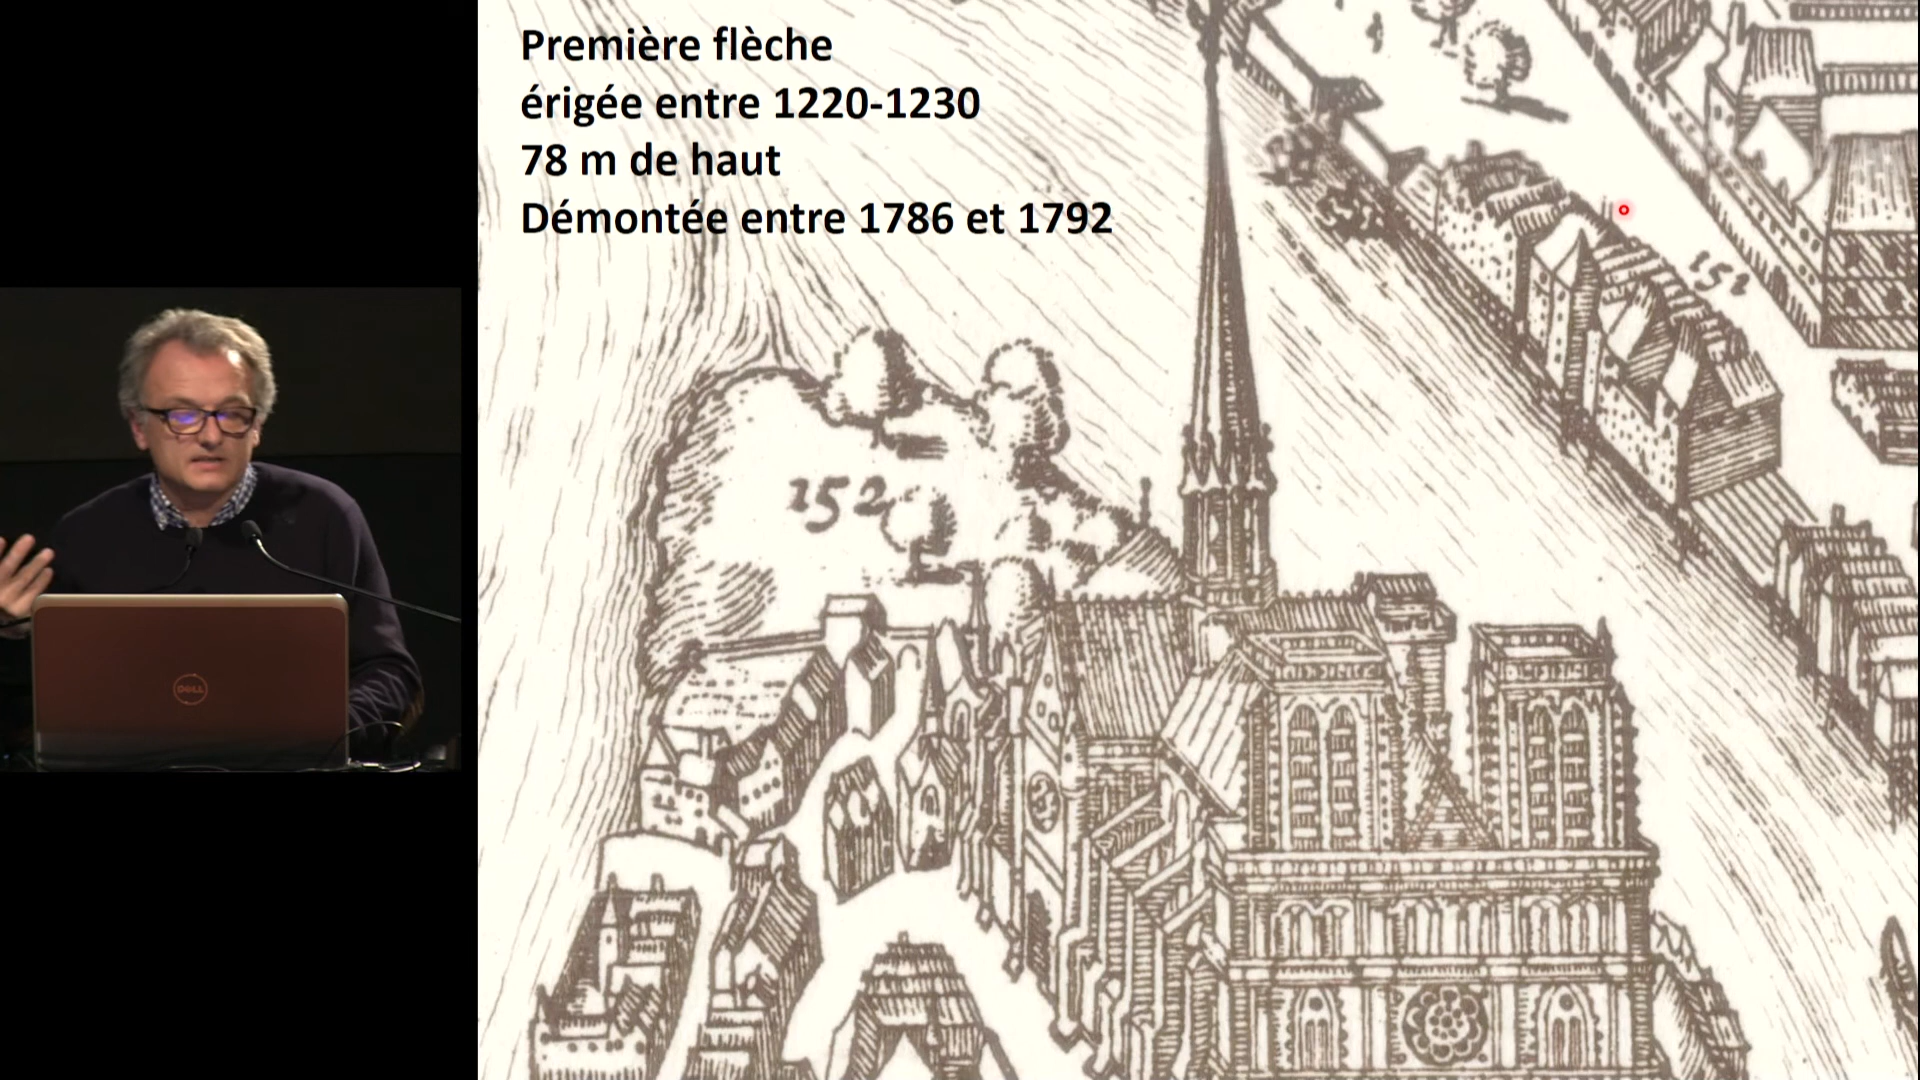 Première flèche
érigée entre 1220-1230
78 m de haut
Démontée entre 1786 et 1792
152
152
DELL